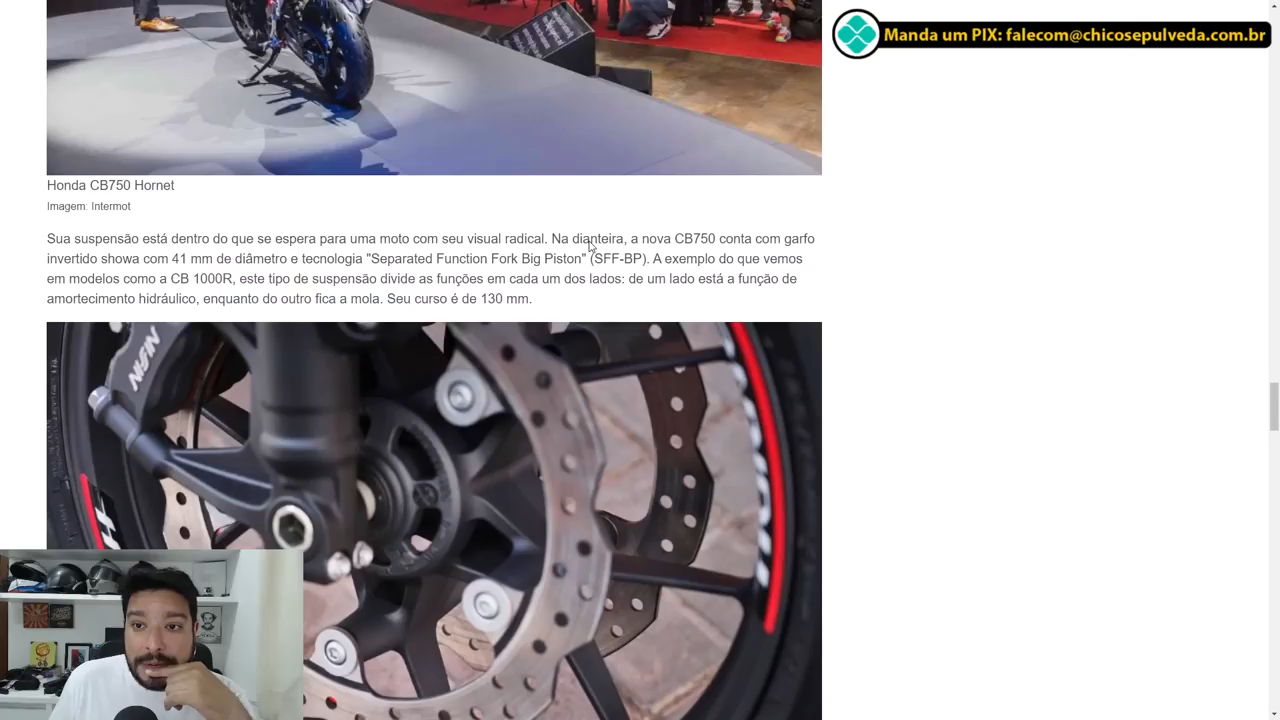 Manda um PIX: falecom@chicosepulveda.com.br
Honda CB750 Hornet
Imagem: Intermot
Sua suspensão está dentro do que se espera para uma moto com seu visual radical. Na dianteira, a nova CB750 conta com garfo
invertido showa com 41 mm de diâmetro e tecnologia "Separated Function Fork Big Piston" (SFF-BP). A exemplo do que vemos
em modelos como a CB 1000R, este tipo de suspensão divide as funções em cada um dos lados: de um lado está a função de
amortecimento hidráulico, enquanto do outro fica a mola. Seu curso é de 130 mm.
NISSIN